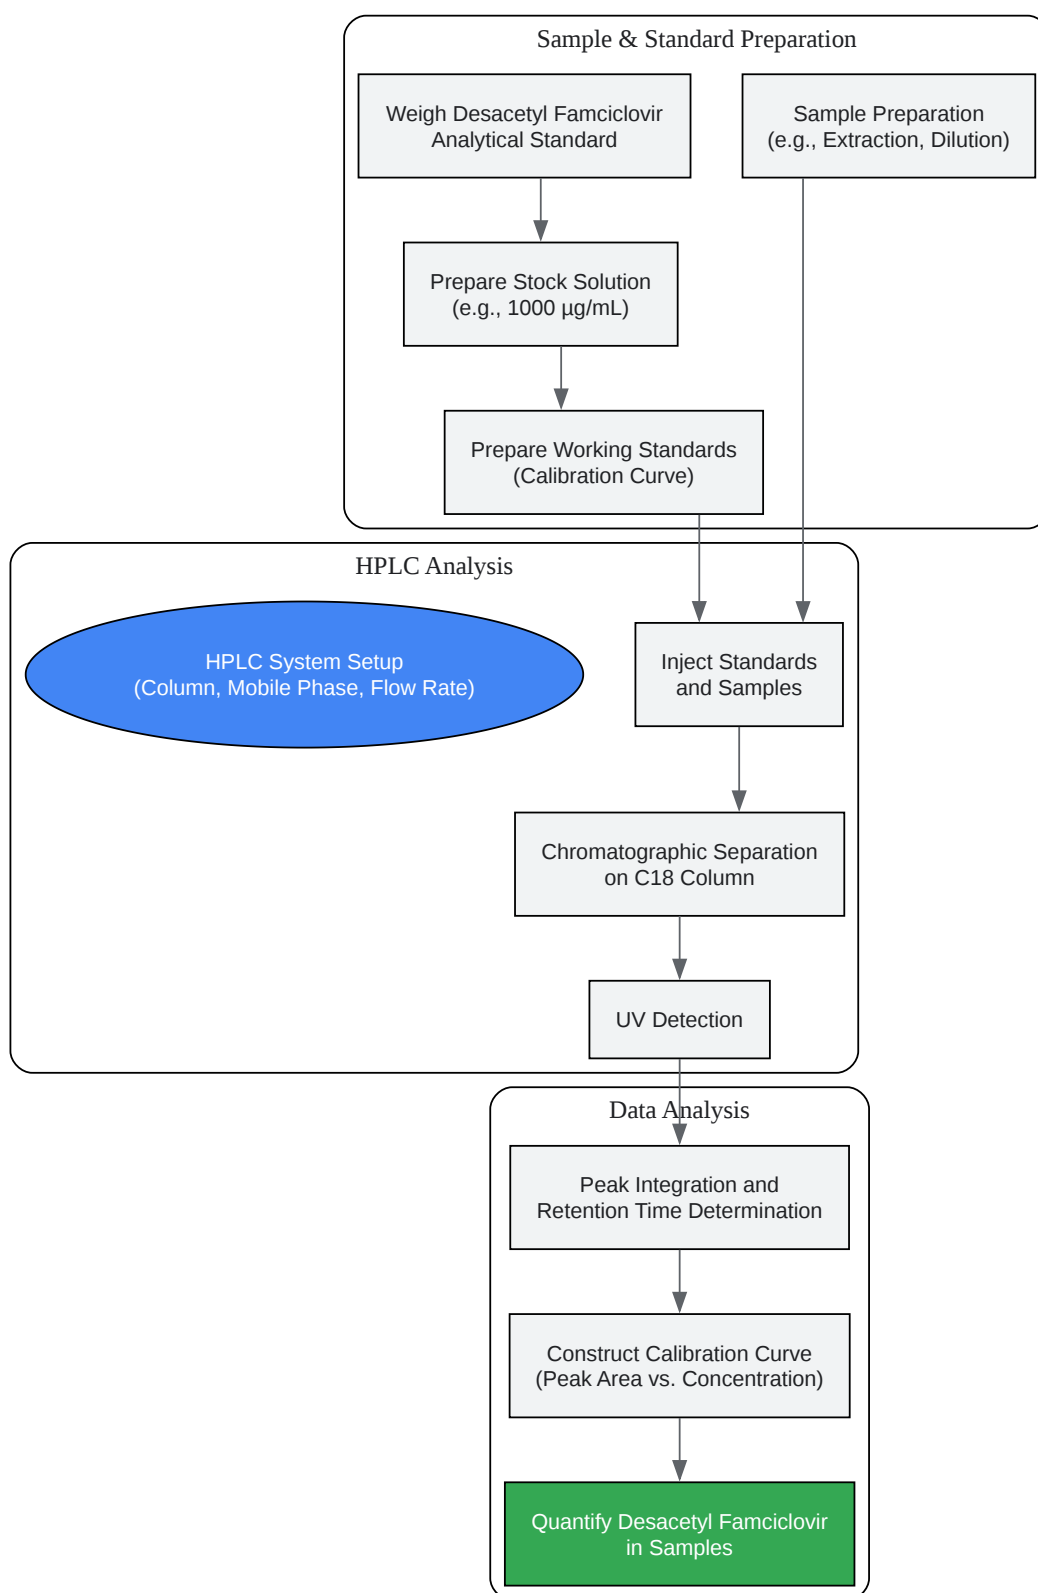 Sample & Standard Preparation
Weigh Desacetyl Famciclovir
Analytical Standard
Sample Preparation
(e.g., Extraction, Dilution)
Prepare Stock Solution
(e.g., 1000 µg/mL)
Prepare Working Standards
(Calibration Curve)
HPLC Analysis
HPLC System Setup
(Column, Mobile Phase, Flow Rate)
Inject Standards
and Samples
Chromatographic Separation
on C18 Column
UV Detection
Data Analysis
Peak Integration and
Retention Time Determination
Construct Calibration Curve
(Peak Area vs. Concentration)
Quantify Desacetyl Famciclovir
in Samples